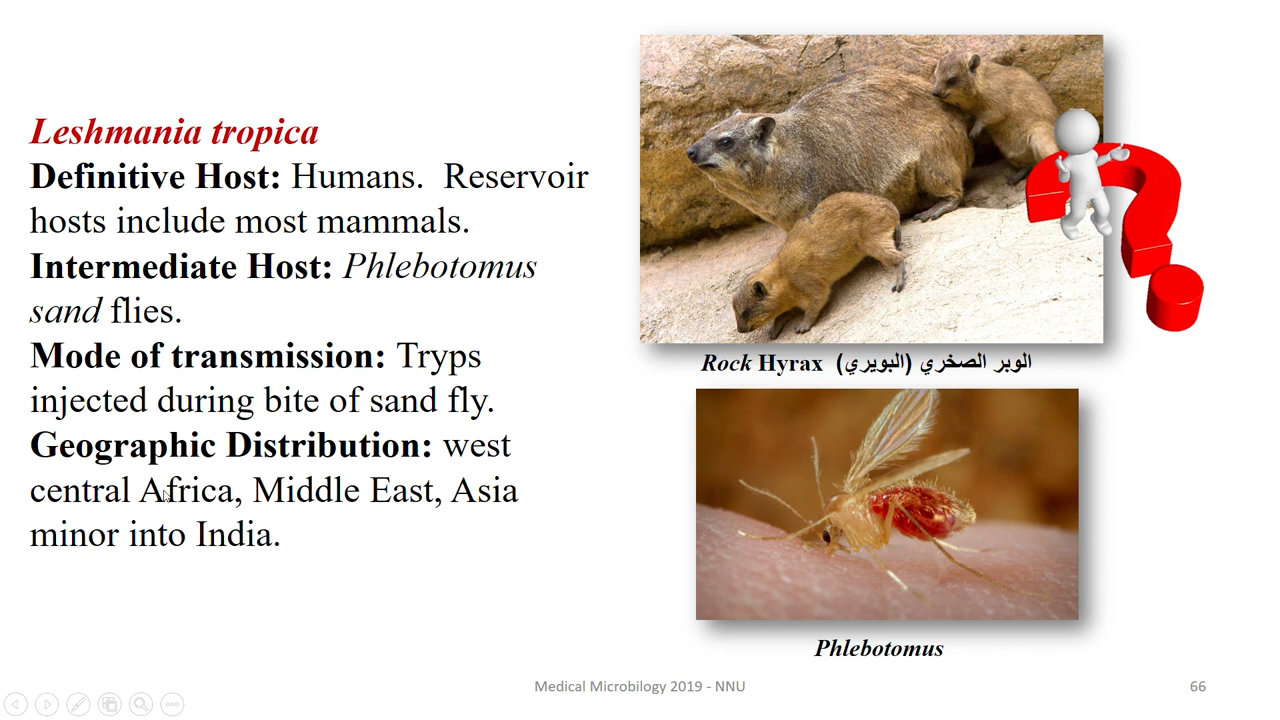 Leshmania tropica
Definitive Host: Humans. Reservoir
hosts include most mammals.
Intermediate Host: Phlebotomus
sand flies.
Mode of transmission: Tryps
injected during bite of sand fly.
Geographic Distribution: west
central Africa, Middle East, Asia
minor into India.
Rock Hyrax الوبر الصخري (البويري)
Phlebotomus
Medical Microbilogy 2019 - NNU
66